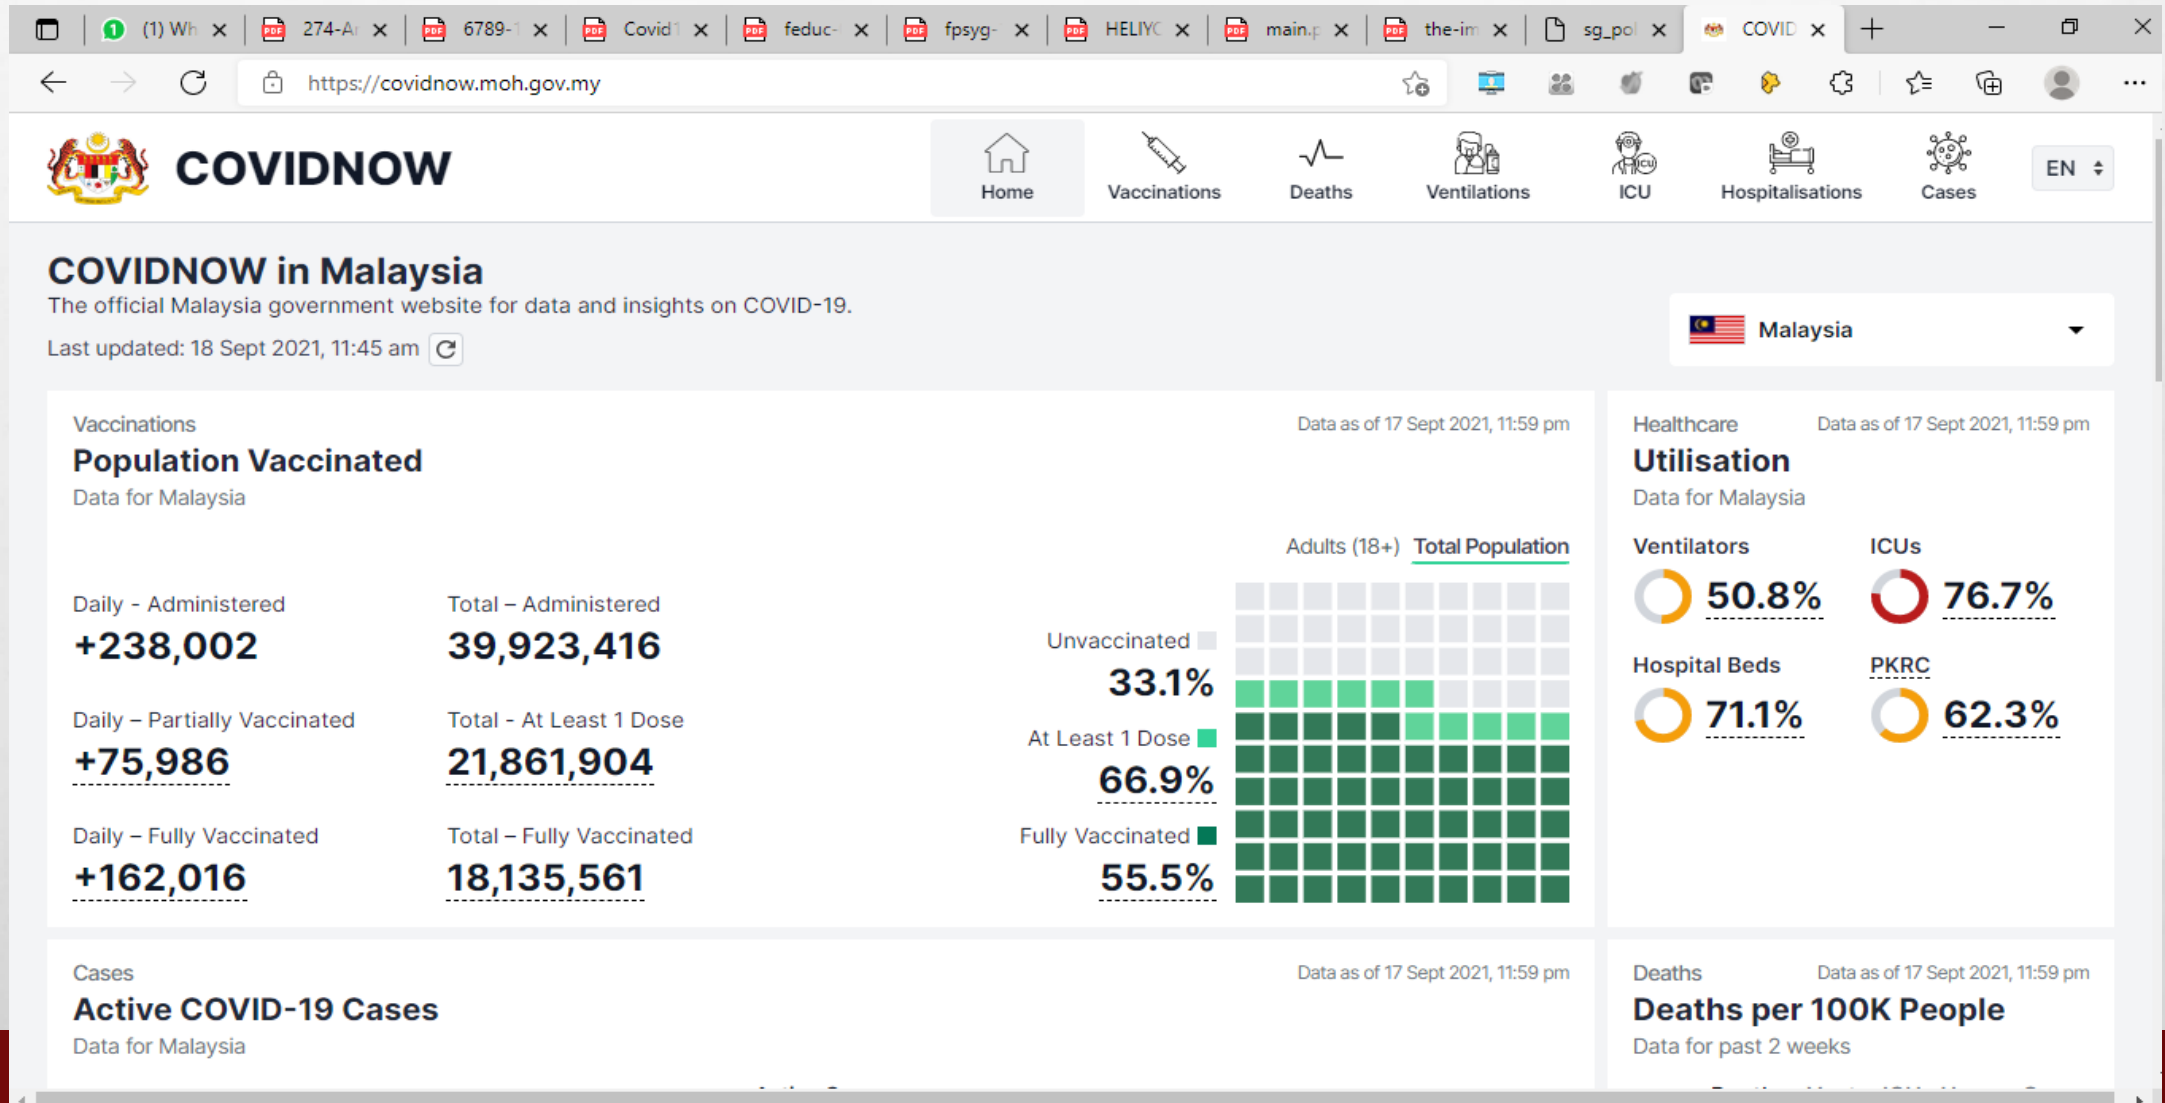 (1) Wh
274-Ar
6789-1
Covid1
feduc-
fpsyg-
HELIYO
main.p
the-im
sg_pol
COVID
https://covidnow.moh.gov.my
COVIDNOW
Home
Vaccinations
Deaths
Ventilations
ICU
Hospitalisations
Cases
EN
COVIDNOW in Malaysia
The official Malaysia government website for data and insights on COVID-19.
Last updated: 18 Sept 2021, 11:45 am
Malaysia
Vaccinations
Data as of 17 Sept 2021, 11:59 pm
Population Vaccinated
Data for Malaysia
Adults (18+) Total Population
Daily - Administered
+238,002
Total – Administered
39,923,416
Daily – Partially Vaccinated
+75,986
Total - At Least 1 Dose
21,861,904
Daily – Fully Vaccinated
+162,016
Total – Fully Vaccinated
18,135,561
Unvaccinated
33.1%
At Least 1 Dose
66.9%
Fully Vaccinated
55.5%
Healthcare
Data as of 17 Sept 2021, 11:59 pm
Utilisation
Data for Malaysia
Ventilators
50.8%
ICUs
76.7%
Hospital Beds
71.1%
PKRC
62.3%
Cases
Data as of 17 Sept 2021, 11:59 pm
Active COVID-19 Cases
Data for Malaysia
Deaths
Data as of 17 Sept 2021, 11:59 pm
Deaths per 100K People
Data for past 2 weeks